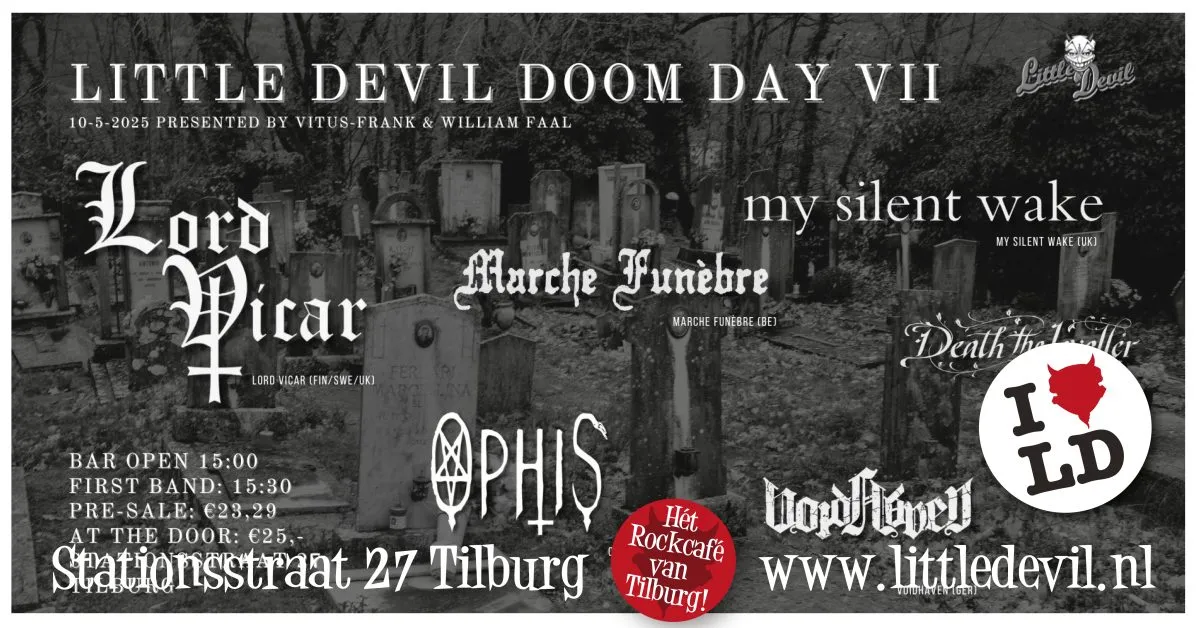 LITTLE DEVIL DOOM DAY VII
10-5-2025 PRESENTED BY VITUS-FRANK & WILLIAM FAAL
Little Devil
Lord
Vicar
LORD VICAR (FIN/SWE/UK)
my silent wake
MY SILENT WAKE (UK)
Marche Funèbre
MARCHE FUNÈBRE (BE)
Death the Leveller
I
LD
OPHIS
VOIDHAVEN (GER)
BAR OPEN 15:00
FIRST BAND: 15:30
PRE-SALE: €23,29
AT THE DOOR: €25,-
STATIONSSTRAAT 27
TILBURG
Stationsstraat 27 Tilburg
Hét
Rockcafé
van
Tilburg!
www.littledevil.nl